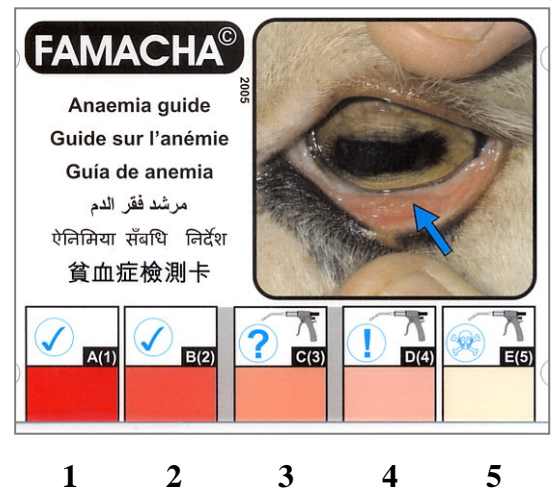 FAMACHA©
2005
Anaemia guide
Guide sur l'anémie
Guía de anemia
مرشد فقر الدم
ऐनिमिया सँबधि निर्देश
貧血症檢測卡
A(1) B(2) C(3) D(4) E(5)
1 2 3 4 5